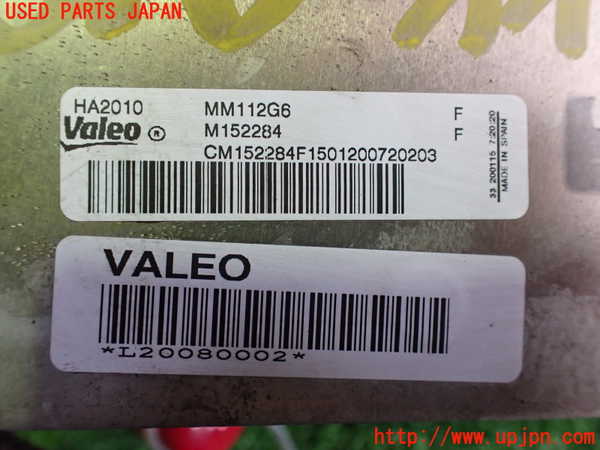 USED PARTS JAPAN
HA2010 MM112G6 F
Valeo ® M152284 F
CM152284F1501200720203
33 200115 7:20:20
MADE IN SPAIN
VALEO
*L20080002*
http://www.upjpn.com/